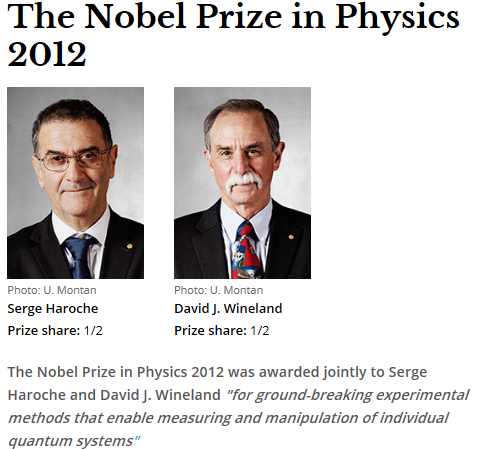 The Nobel Prize in Physics
2012
Photo: U. Montan
Serge Haroche
Prize share: 1/2
Photo: U. Montan
David J. Wineland
Prize share: 1/2
The Nobel Prize in Physics 2012 was awarded jointly to Serge
Haroche and David J. Wineland "for ground-breaking experimental
methods that enable measuring and manipulation of individual
quantum systems"